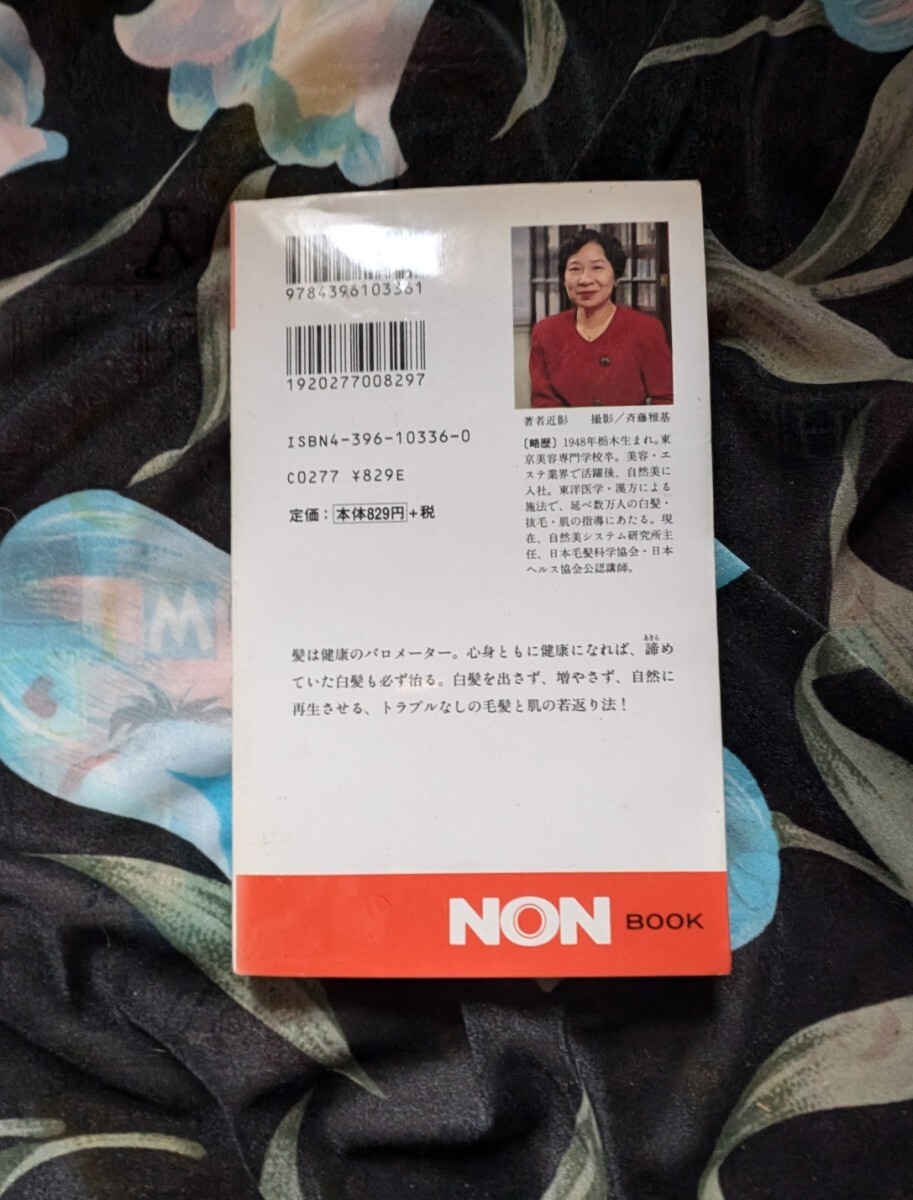 9784396103361
1920277008297
ISBN4-396-10336-0
C0277 ¥829E
定価：本体829円+税
著者近影　撮影／斉藤雅基
〔略歴〕1948年栃木生まれ。東
京美容専門学校卒。美容・エ
ステ業界で活躍後、自然美に
入社。東洋医学・漢方による
施法で、延べ数万人の白髪・
抜毛・肌の指導にあたる。現
在、自然美システム研究所主
任、日本毛髪科学協会・日本
ヘルス協会公認講師。
髪は健康のバロメーター。心身ともに健康になれば、諦め
あきら
ていた白髪も必ず治る。白髪を出さず、増やさず、自然に
再生させる、トラブルなしの毛髪と肌の若返り法！
NON BOOK